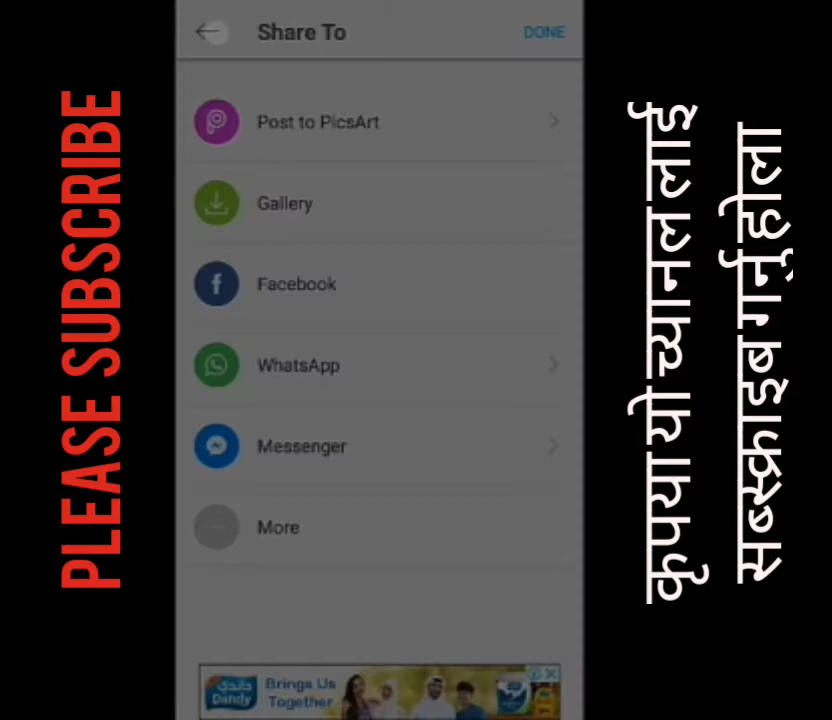 PLEASE SUBSCRIBE
Share To
DONE
Post to PicsArt
Gallery
Facebook
WhatsApp
Messenger
More
داندي
Dandy
Brings Us
Together
कृपया यो च्यानल लाई
सब्स्क्राइब गर्नु होला